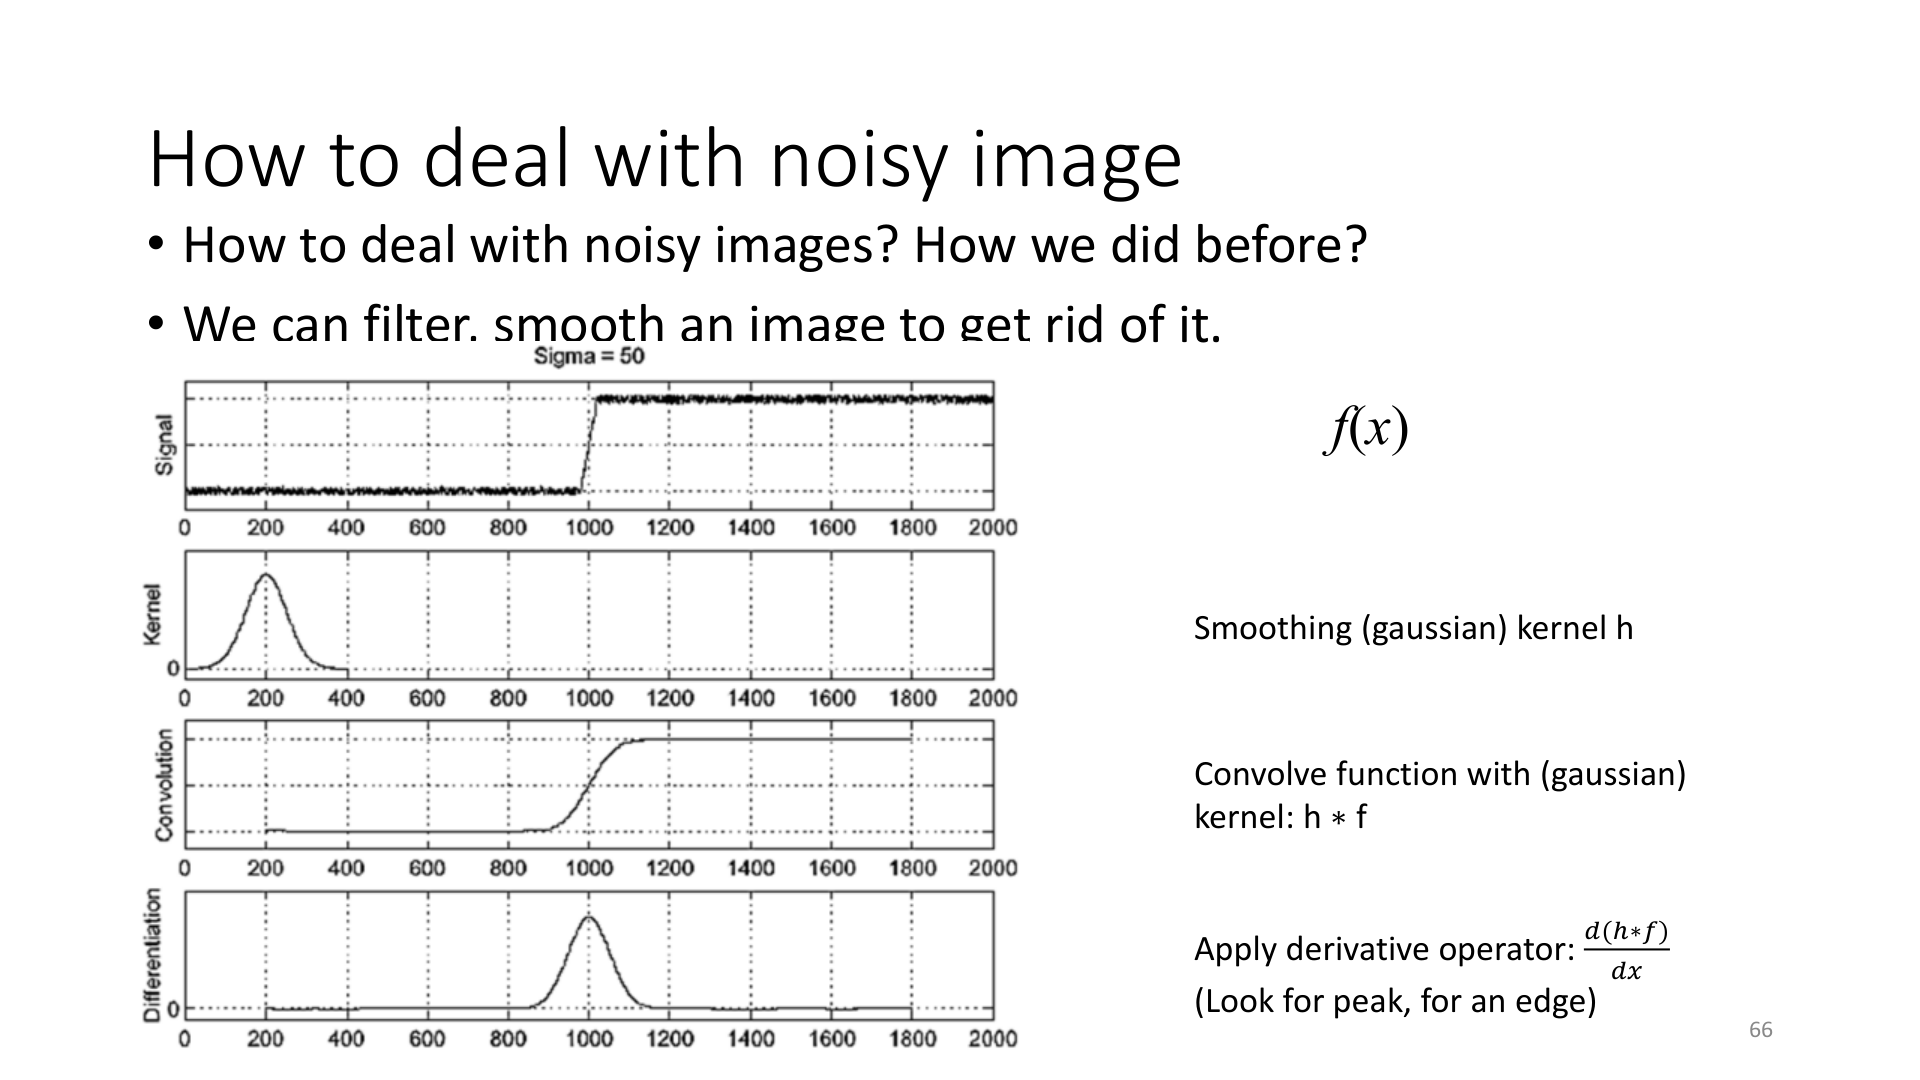 How to deal with noisy image
• How to deal with noisy images? How we did before?
• We can filter, smooth an image to get rid of it.
Sigma = 50
Signal
0 200 400 600 800 1000 1200 1400 1600 1800 2000
f(x)
Kernel
0
0 200 400 600 800 1000 1200 1400 1600 1800 2000
Smoothing (gaussian) kernel h
Convolution
0 200 400 600 800 1000 1200 1400 1600 1800 2000
Convolve function with (gaussian)
kernel: h ∗ f
Differentiation
0
0 200 400 600 800 1000 1200 1400 1600 1800 2000
Apply derivative operator: d(h∗f)/dx
(Look for peak, for an edge)
66